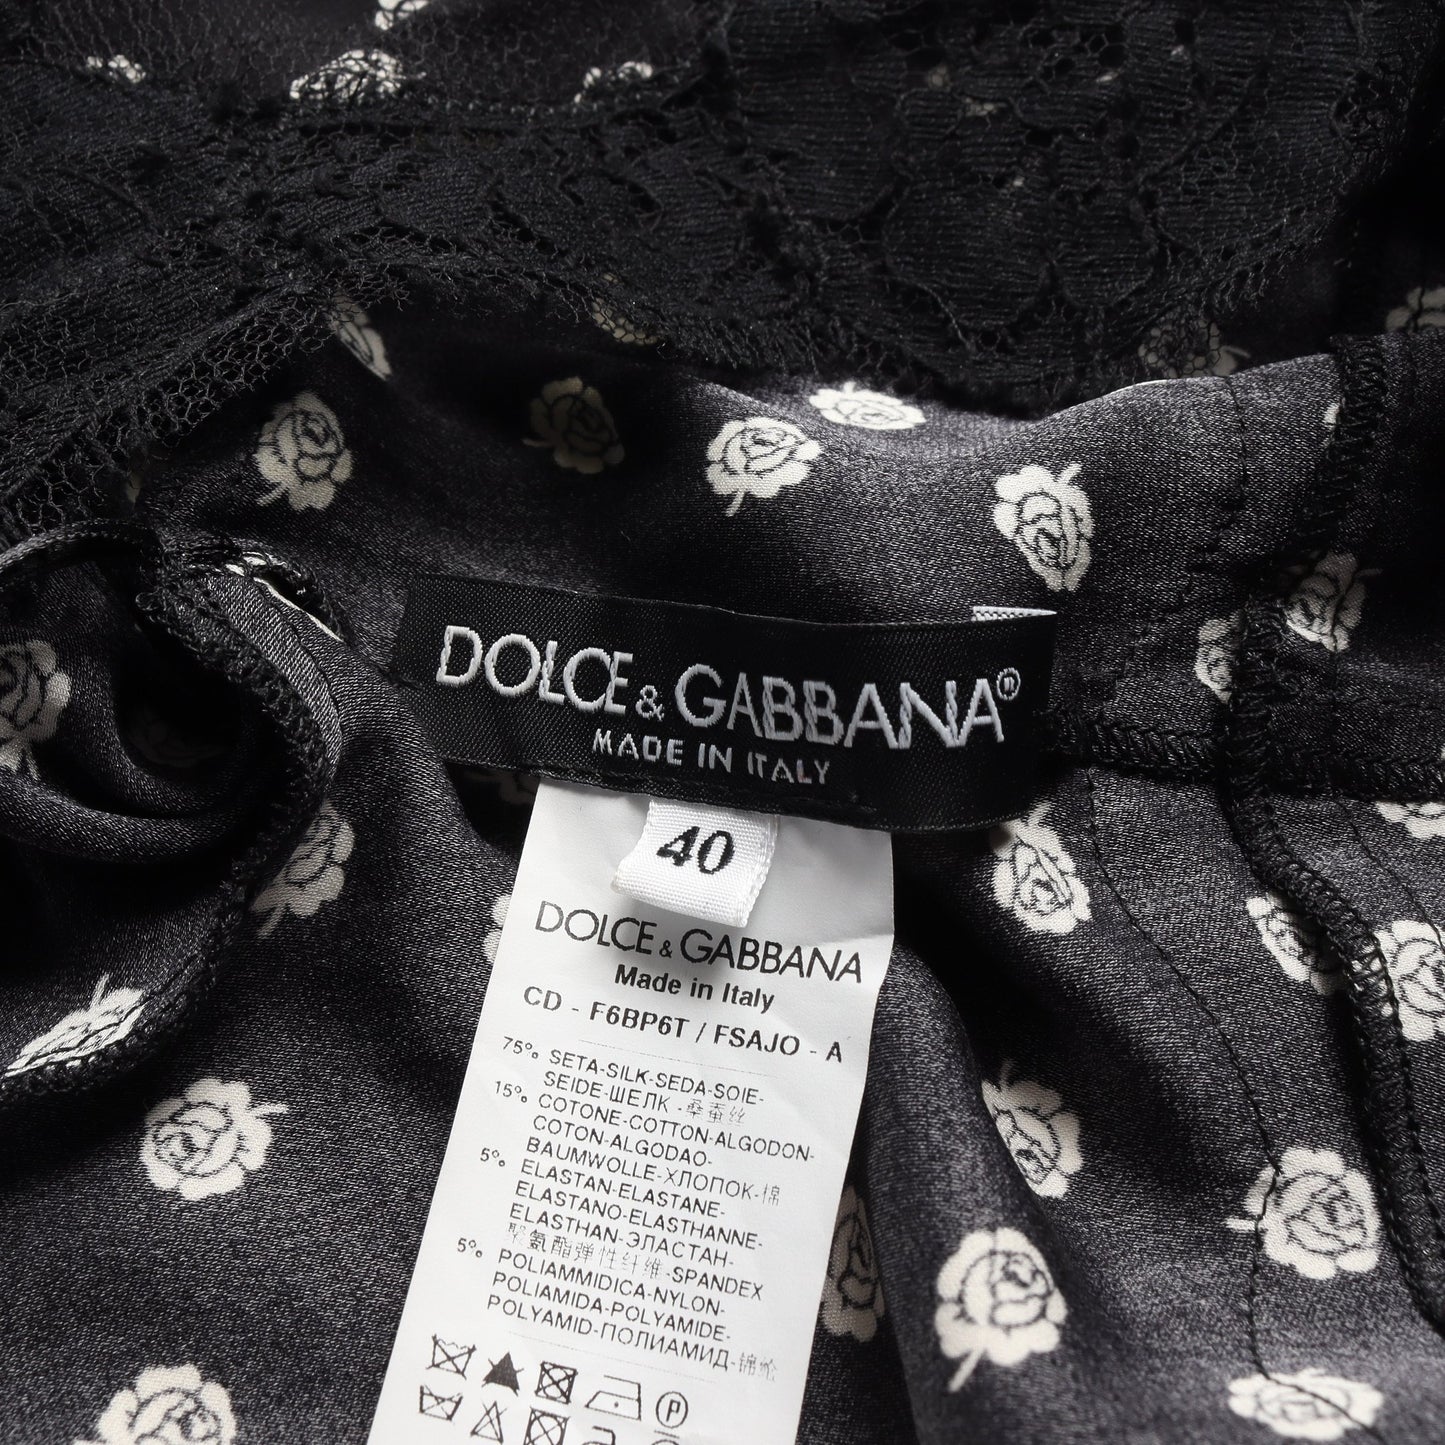 DOLCE & GABBANA®
MADE IN ITALY
40
DOLCE & GABBANA
Made in Italy
CD - F6BP6T / FSAJO - A
75% SETA-SILK-SEDA-SOIE-
SEIDE-ШЕЛК -桑蚕丝
15% COTONE-COTTON-ALGODON-
COTON-ALGODAO-
BAUMWOLLE-ХЛОПОК-棉
5% ELASTAN-ELASTANE-
ELASTANO-ELASTHANNE-
ELASTHAN-ЭЛАСТАН-
聚氨酯弹性纤维-SPANDEX
5% POLIAMMIDICA-NYLON-
POLIAMIDA-POLYAMIDE-
POLYAMID-ПОЛИАМИД-锦纶
P